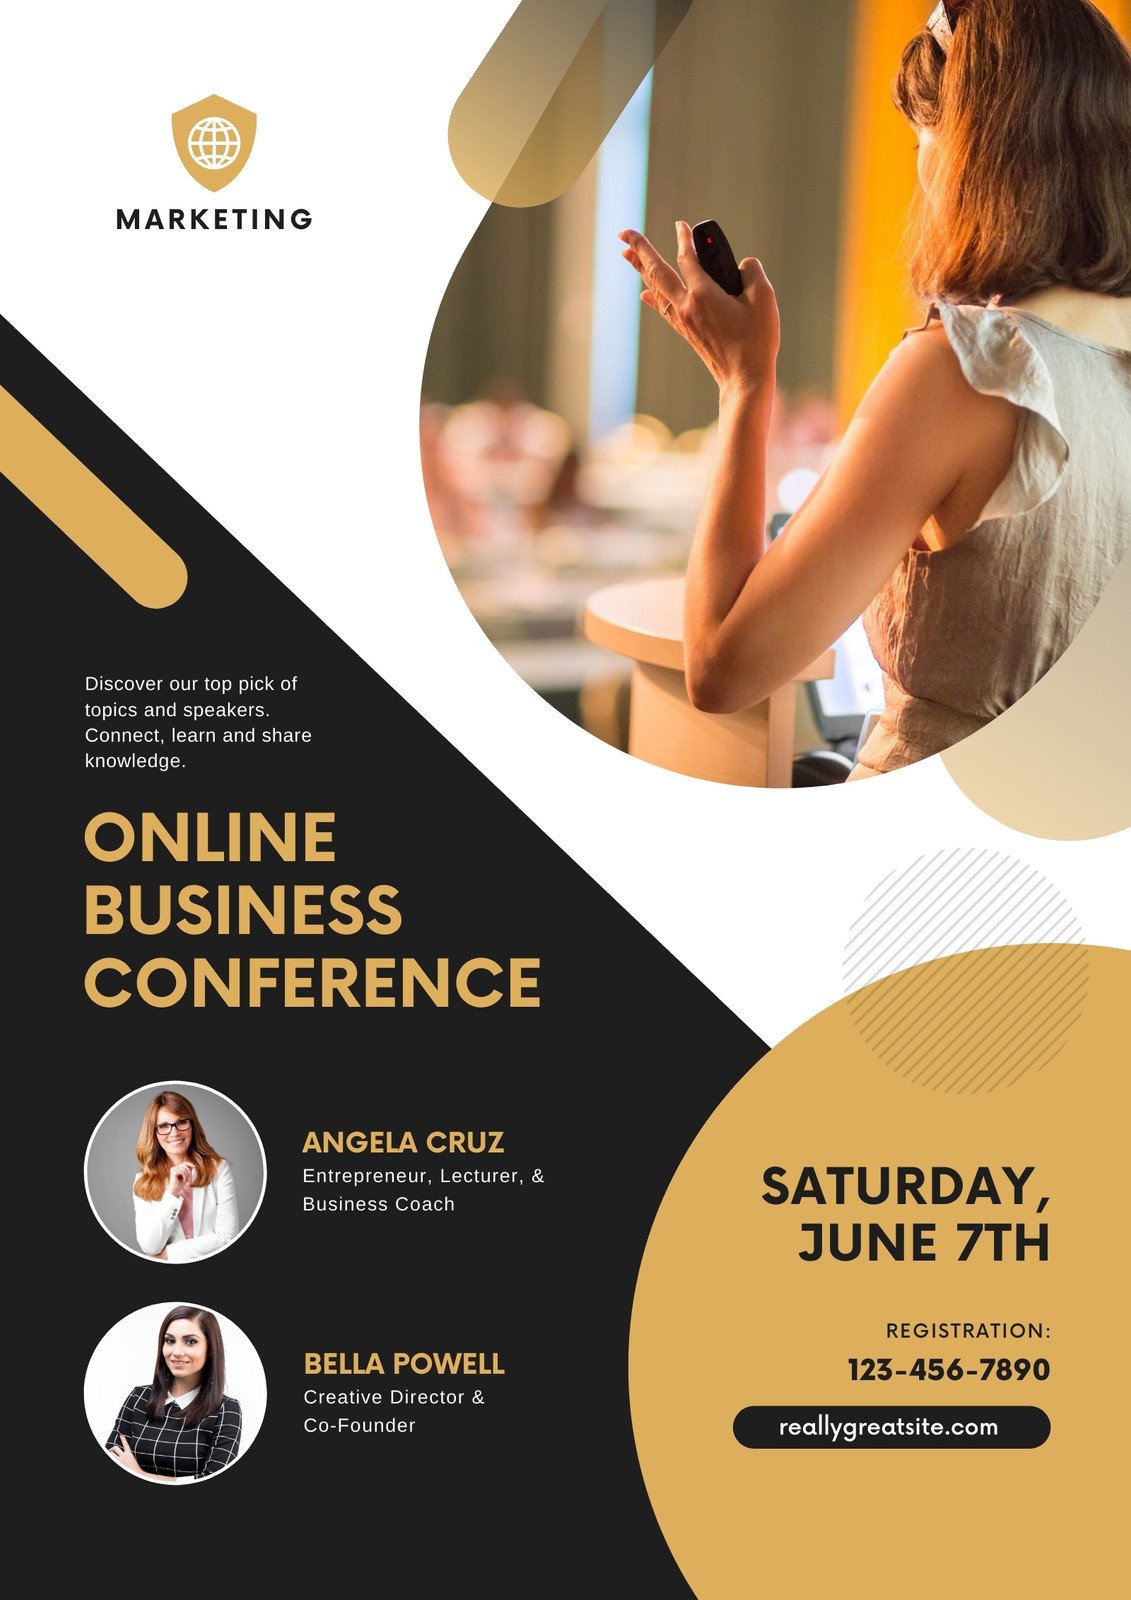 MARKETING
Discover our top pick of
topics and speakers.
Connect, learn and share
knowledge.
ONLINE
BUSINESS
CONFERENCE
ANGELA CRUZ
Entrepreneur, Lecturer, &
Business Coach
BELLA POWELL
Creative Director &
Co-Founder
SATURDAY,
JUNE 7TH
REGISTRATION:
123-456-7890
reallygreatsite.com